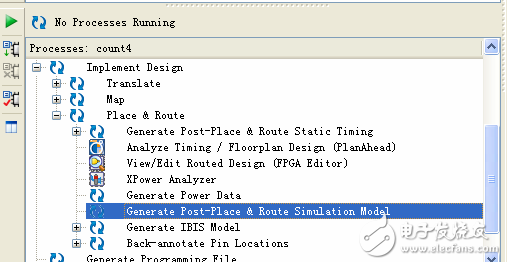 No Processes Running
Processes: count4
Implement Design
Translate
Map
Place & Route
Generate Post-Place & Route Static Timing
Analyze Timing / Floorplan Design (PlanAhead)
View/Edit Routed Design (FPGA Editor)
XPower Analyzer
Generate Power Data
Generate Post-Place & Route Simulation Model
Generate IBIS Model
Back-annotate Pin Locations
Generate Programming File
电子发烧友
www.elecfans.com